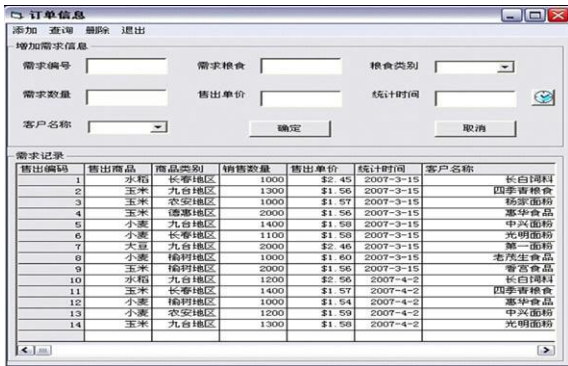 订单信息
添加 查询 删除 退出
增加需求信息
需求编号 需求粮食 粮食类别
需求数量 售出单价 统计时间
客户名称 确定 取消
需求记录
售出编码 售出商品 商品类别 销售数量 售出单价 统计时间 客户名称
1 水稻 长春地区 1000 $2.45 2007-3-15 长白饲料
2 玉米 九台地区 1300 $1.56 2007-3-15 四季青粮食
3 玉米 农安地区 1000 $1.57 2007-3-15 杨家面粉
4 玉米 德惠地区 2000 $1.56 2007-3-15 惠华食品
5 小麦 九台地区 1400 $1.58 2007-3-15 中兴面粉
6 小麦 长春地区 1100 $1.58 2007-3-15 光明面粉
7 大豆 九台地区 2000 $2.46 2007-3-15 第一面粉
8 小麦 榆树地区 1000 $1.60 2007-3-15 老茂生食品
9 玉米 榆树地区 2000 $1.56 2007-3-15 香宫食品
10 水稻 长春地区 1200 $2.56 2007-4-2 长白饲料
11 玉米 长春地区 1400 $1.57 2007-4-2 四季青粮食
12 小麦 榆树地区 1000 $1.54 2007-4-2 惠华食品
13 小麦 农安地区 1200 $1.59 2007-4-2 中兴面粉
14 玉米 九台地区 1300 $1.58 2007-4-2 光明面粉